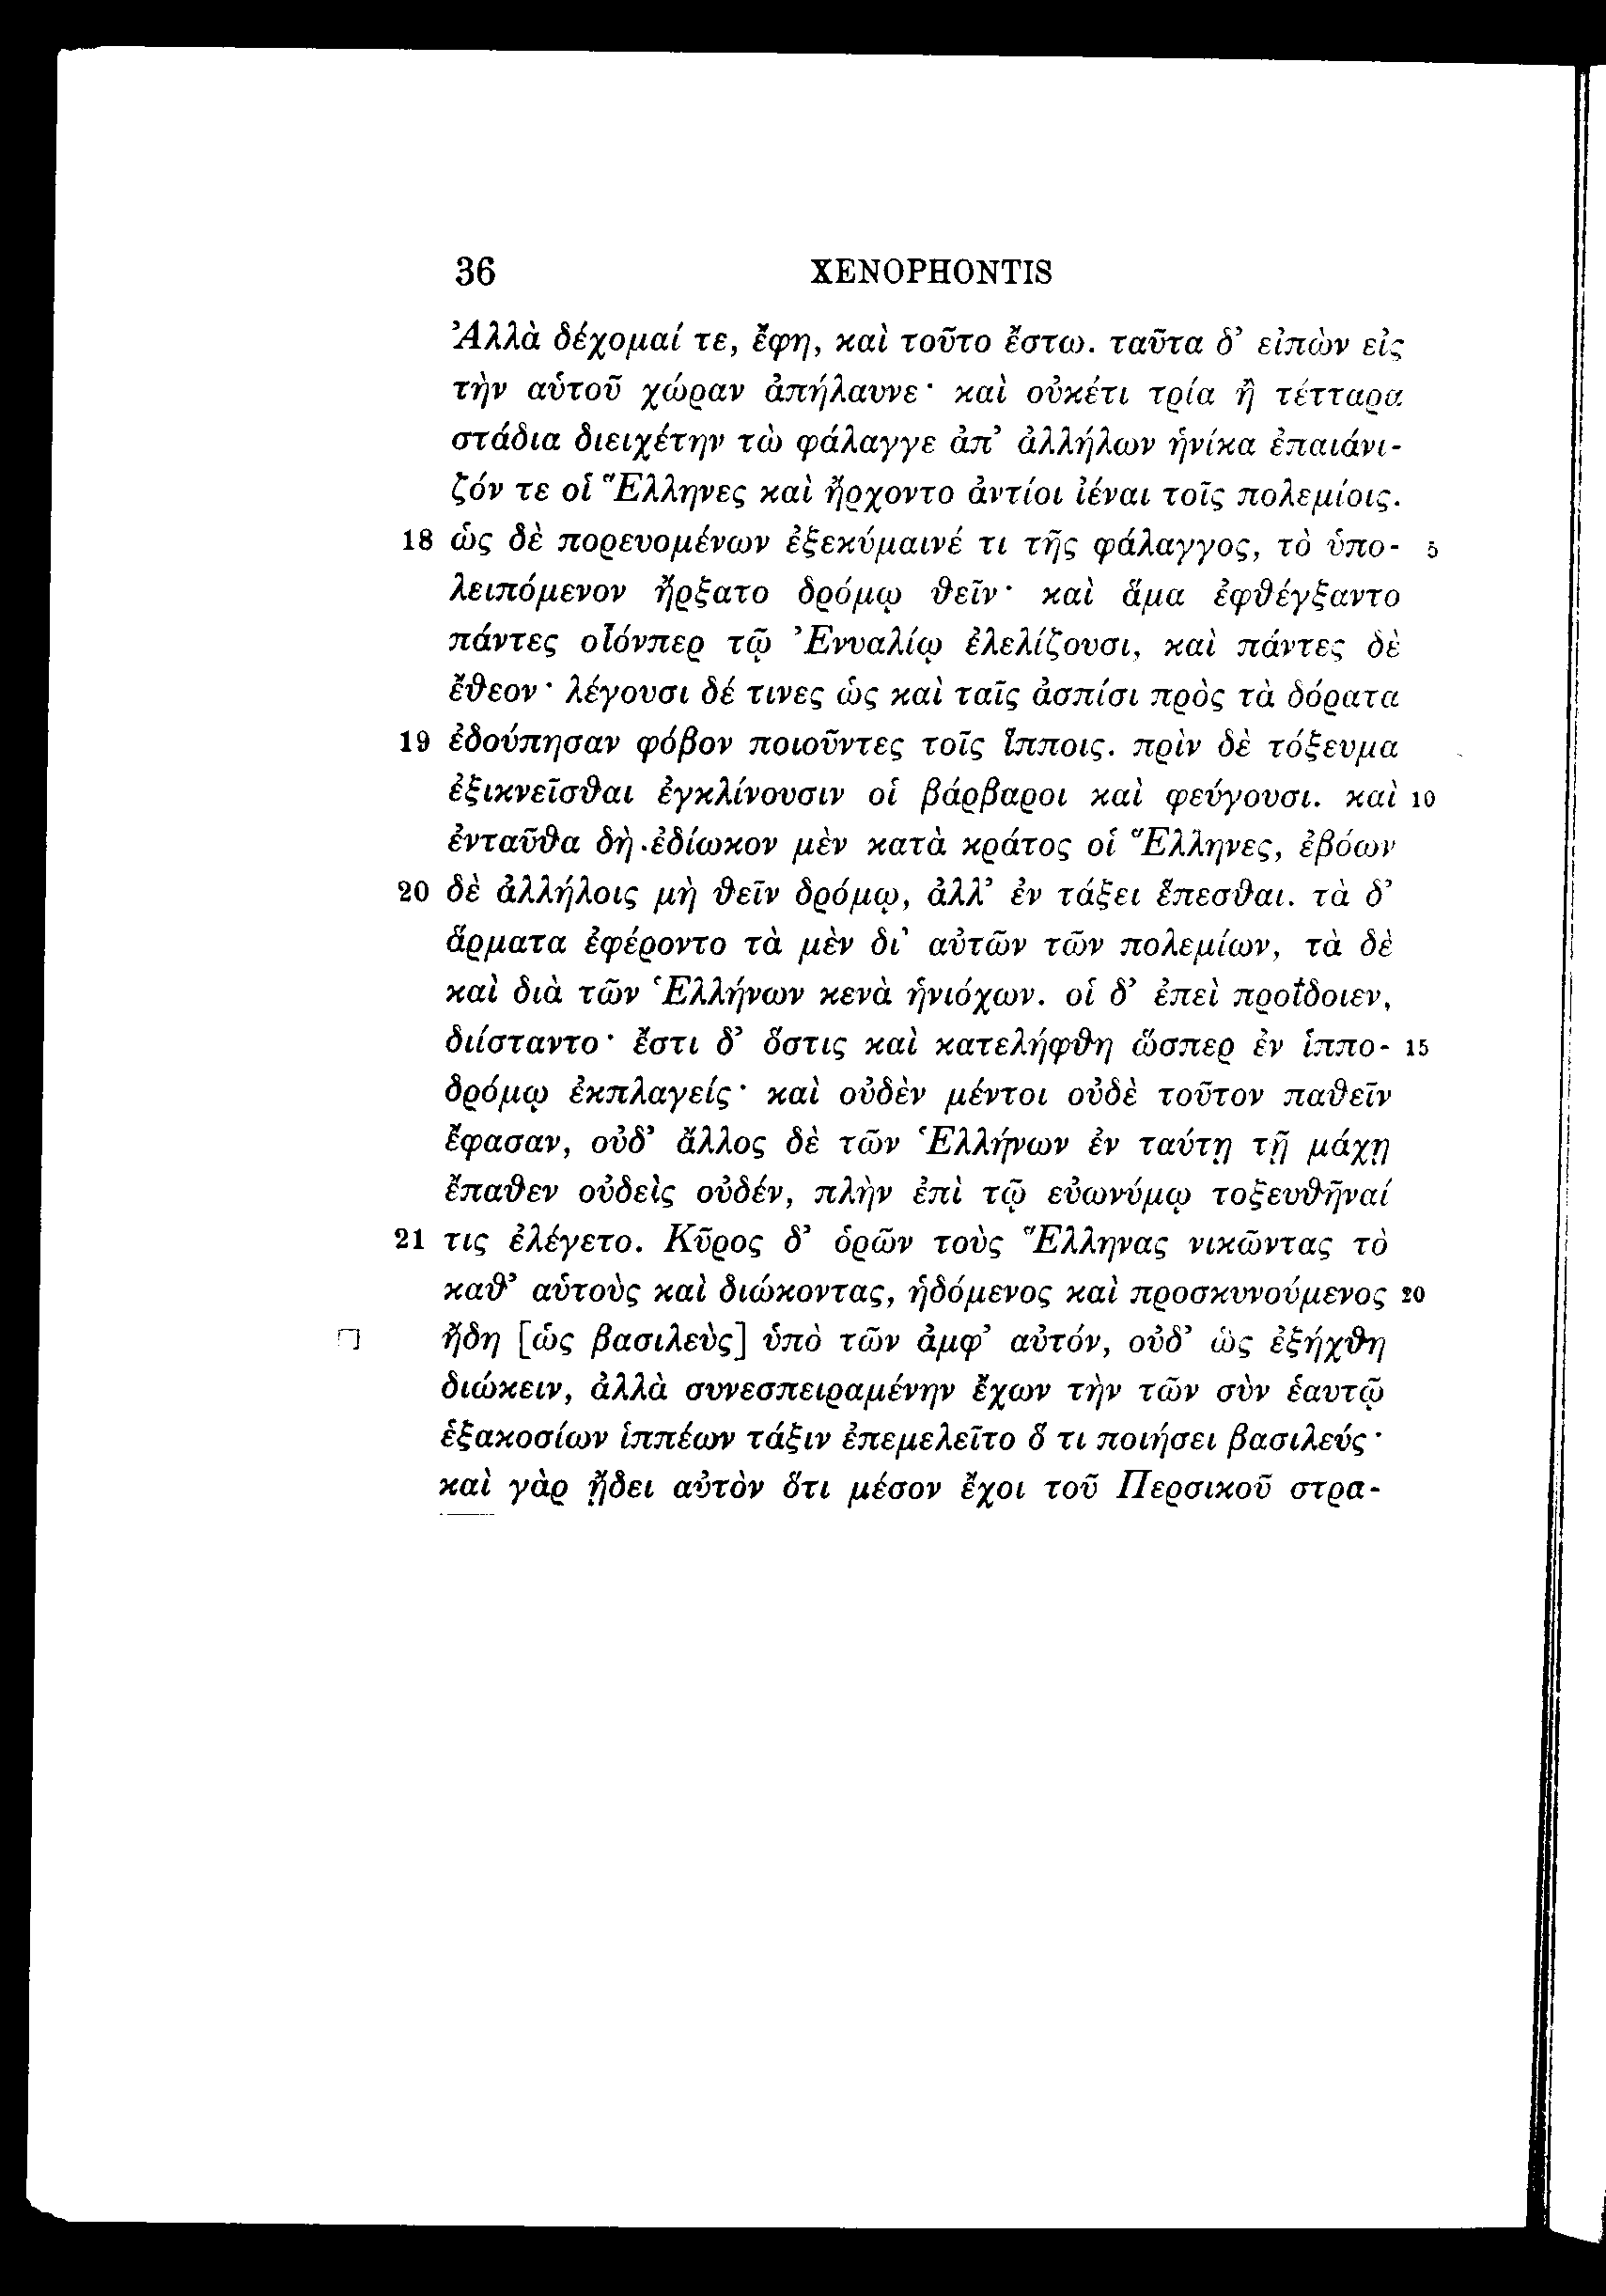 36 XENOPHONTIS
Ἀλλὰ δέχομαί τε, ἔφη, καὶ τοῦτο ἔστω. ταῦτα δ’ εἰπὼν εἰς
τὴν αὑτοῦ χώραν ἀπήλαυνε· καὶ οὐκέτι τρία ἢ τέτταρα
στάδια διειχέτην τὼ φάλαγγε ἀπ’ ἀλλήλων ἡνίκα ἐπαιάνι-
ζόν τε οἱ Ἕλληνες καὶ ἤρχοντο ἀντίοι ἰέναι τοῖς πολεμίοις.
18 ὡς δὲ πορευομένων ἐξεκύμαινέ τι τῆς φάλαγγος, τὸ ὑπο- 5
λειπόμενον ἤρξατο δρόμῳ θεῖν· καὶ ἅμα ἐφθέγξαντο
πάντες οἷόνπερ τῷ Ἐνυαλίῳ ἐλελίζουσι, καὶ πάντες δὲ
ἔθεον· λέγουσι δέ τινες ὡς καὶ ταῖς ἀσπίσι πρὸς τὰ δόρατα
19 ἐδούπησαν φόβον ποιοῦντες τοῖς ἵπποις. πρὶν δὲ τόξευμα
ἐξικνεῖσθαι ἐγκλίνουσιν οἱ βάρβαροι καὶ φεύγουσι. καὶ 10
ἐνταῦθα δὴ ἐδίωκον μὲν κατὰ κράτος οἱ Ἕλληνες, ἐβόων
20 δὲ ἀλλήλοις μὴ θεῖν δρόμῳ, ἀλλ’ ἐν τάξει ἕπεσθαι. τὰ δ’
ἅρματα ἐφέροντο τὰ μὲν δι’ αὐτῶν τῶν πολεμίων, τὰ δὲ
καὶ διὰ τῶν Ἑλλήνων κενὰ ἡνιόχων. οἱ δ’ ἐπεὶ προΐδοιεν,
διίσταντο· ἔστι δ’ ὅστις καὶ κατελήφθη ὥσπερ ἐν ἱππο- 15
δρόμῳ ἐκπλαγείς· καὶ οὐδὲν μέντοι οὐδὲ τοῦτον παθεῖν
ἔφασαν, οὐδ’ ἄλλος δὲ τῶν Ἑλλήνων ἐν ταύτῃ τῇ μάχῃ
ἔπαθεν οὐδεὶς οὐδέν, πλὴν ἐπὶ τῷ εὐωνύμῳ τοξευθῆναί
21 τις ἐλέγετο. Κῦρος δ’ ὁρῶν τοὺς Ἕλληνας νικῶντας τὸ
καθ’ αὑτοὺς καὶ διώκοντας, ἡδόμενος καὶ προσκυνούμενος 20
ἤδη [ὡς βασιλεὺς] ὑπὸ τῶν ἀμφ’ αὐτόν, οὐδ’ ὣς ἐξήχθη
διώκειν, ἀλλὰ συνεσπειραμένην ἔχων τὴν τῶν σὺν ἑαυτῷ
ἑξακοσίων ἱππέων τάξιν ἐπεμελεῖτο ὅ τι ποιήσει βασιλεύς·
καὶ γὰρ ᾔδει αὐτὸν ὅτι μέσον ἔχοι τοῦ Περσικοῦ στρα-